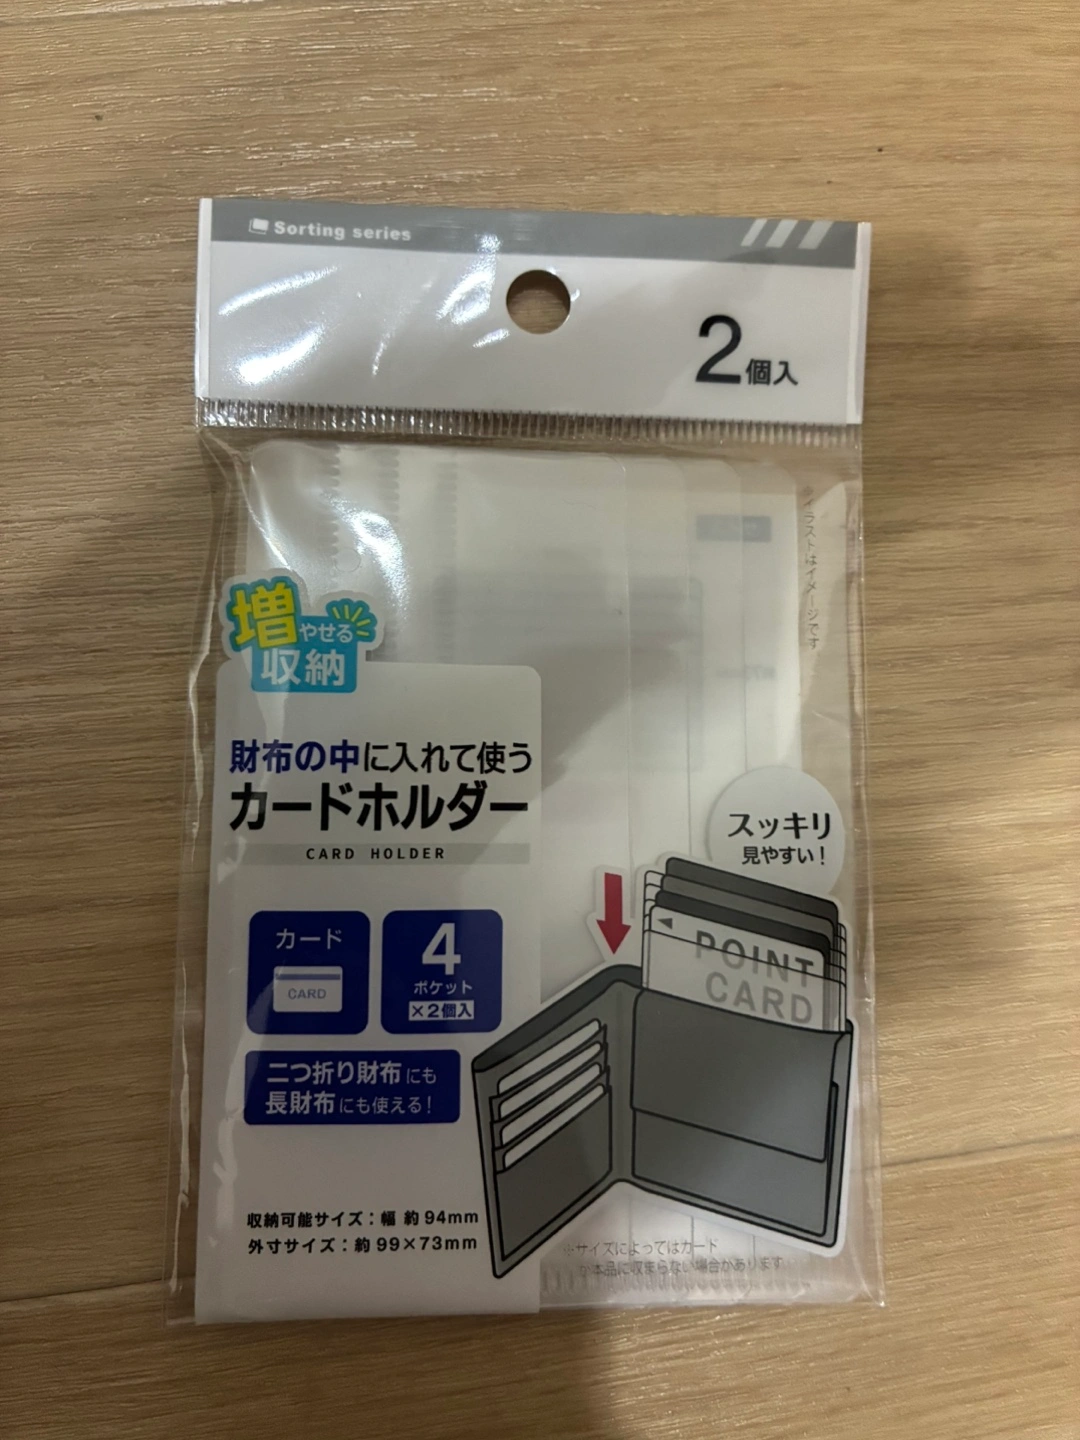 Sorting series
2個入
※イラストはイメージです
増やせる
収納
財布の中に入れて使う
カードホルダー
CARD HOLDER
スッキリ
見やすい!
カード
CARD
4
ポケット
×2個入
POINT
CARD
二つ折り財布にも
長財布にも使える!
収納可能サイズ:幅 約94mm
外寸サイズ:約99×73mm
※サイズによってはカード
が本品に収まらない場合があります